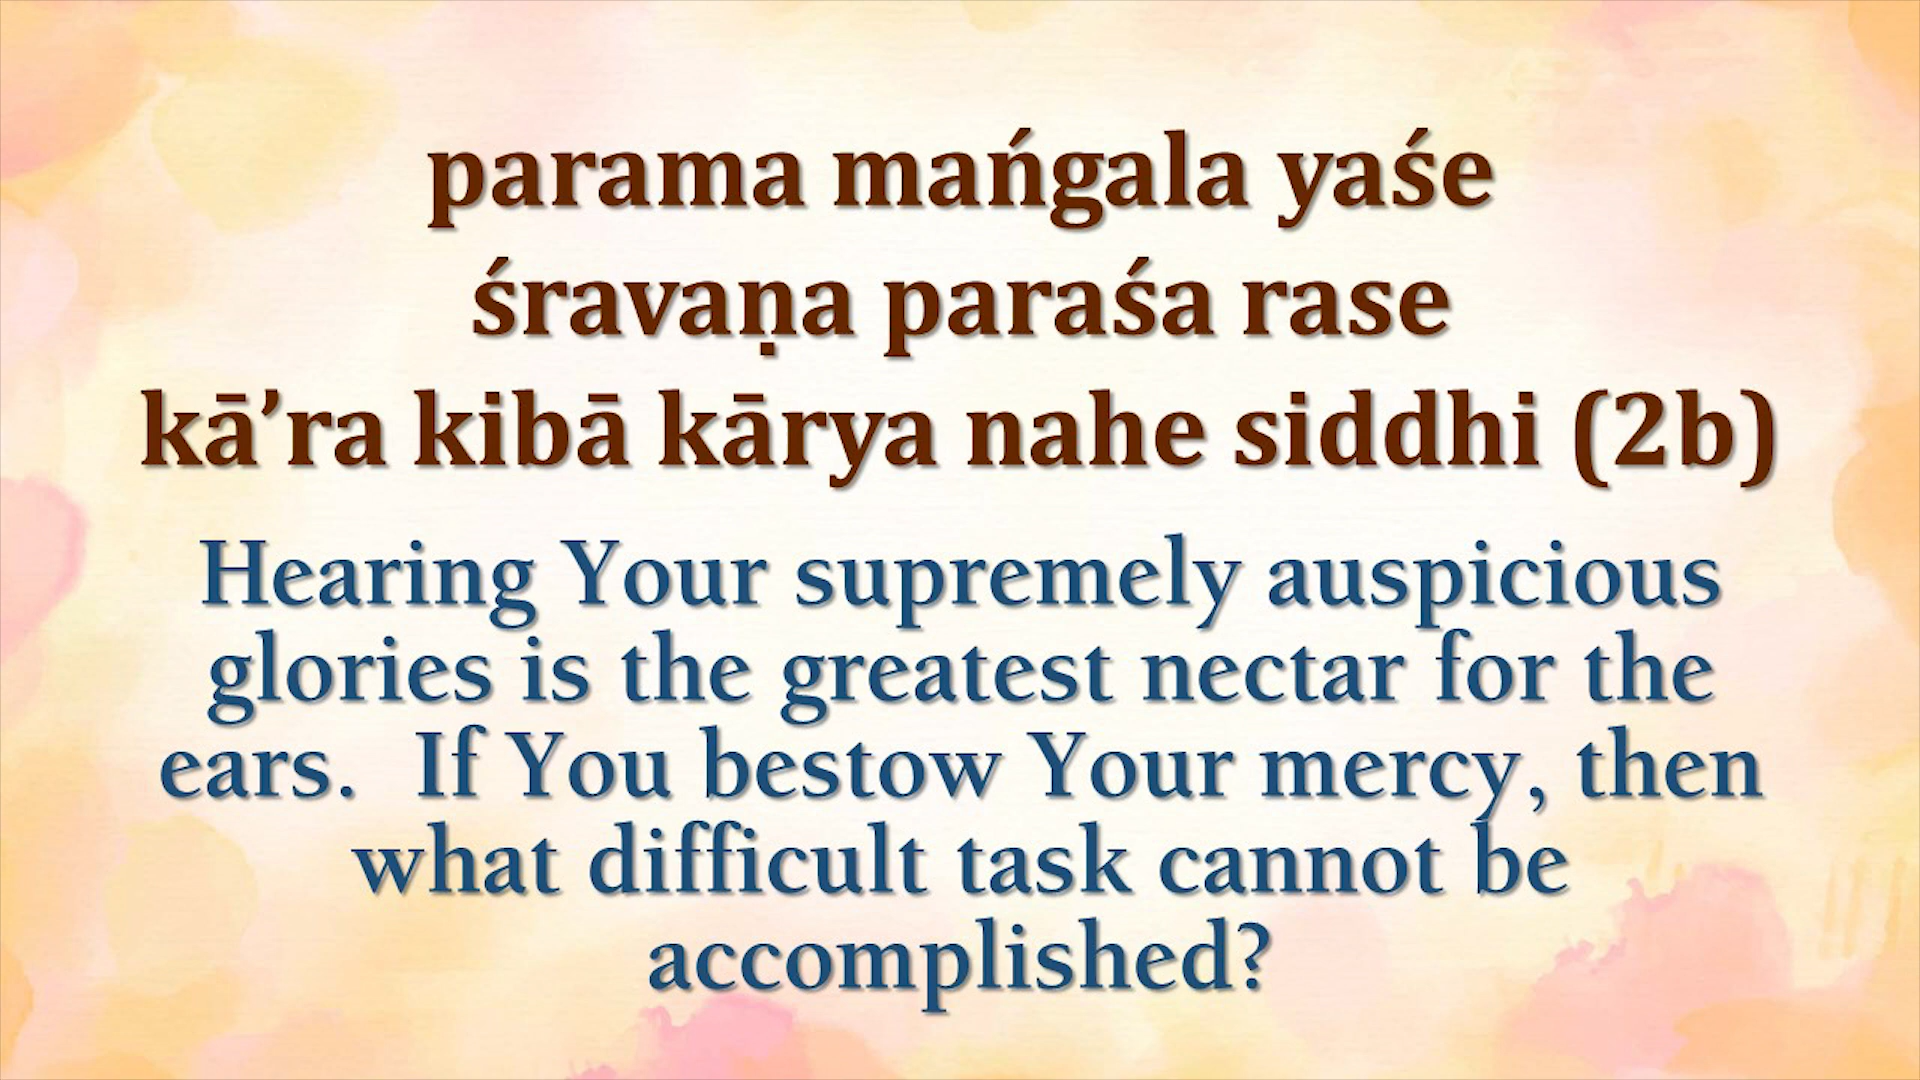 parama mańgala yaśe
śravaṇa paraśa rase
kā’ra kibā kārya nahe siddhi (2b)
Hearing Your supremely auspicious
glories is the greatest nectar for the
ears.  If You bestow Your mercy, then
what difficult task cannot be
accomplished?